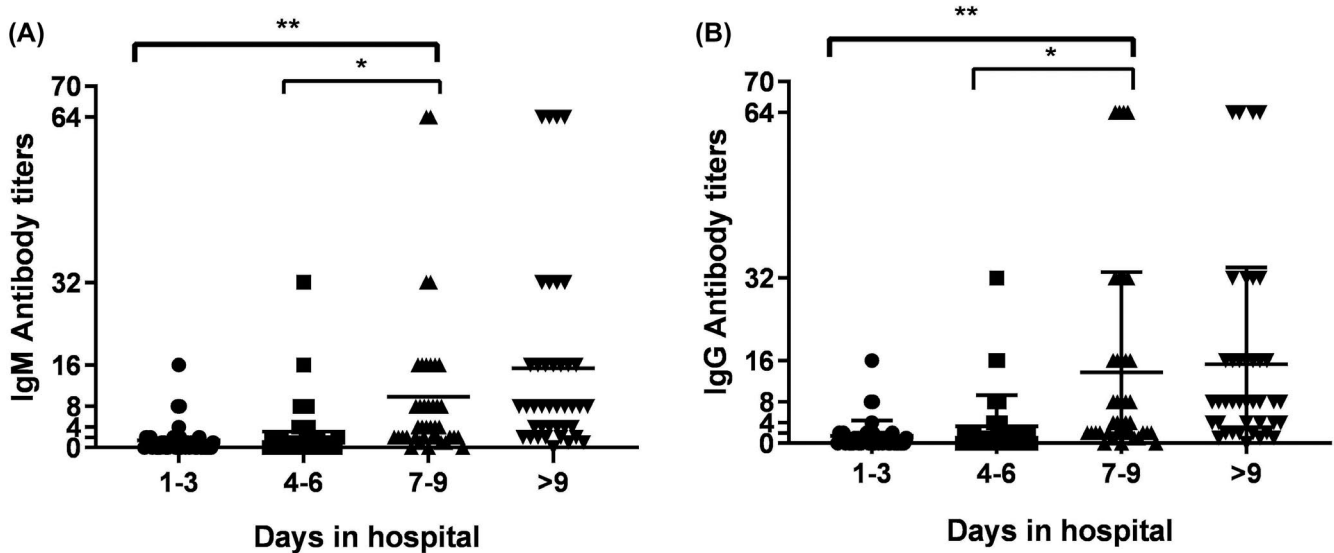 (A)
**
*
IgM Antibody titers
70
64
32
16
8
4
2
0
1-3 4-6 7-9 >9
Days in hospital
(B)
**
*
IgG Antibody titers
70
64
32
16
8
4
2
0
1-3 4-6 7-9 >9
Days in hospital